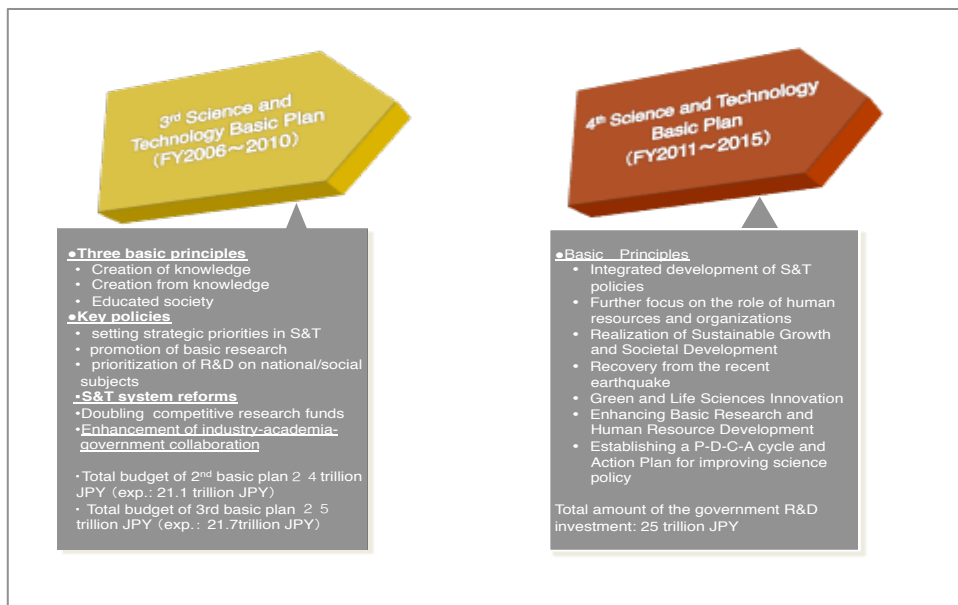 3rd Science and
Technology Basic Plan
(FY2006～2010)
●Three basic principles
• Creation of knowledge
• Creation from knowledge
• Educated society
●Key policies
• setting strategic priorities in S&T
• promotion of basic research
• prioritization of R&D on national/social
subjects
・S&T system reforms
•Doubling competitive research funds
•Enhancement of industry-academia-
government collaboration
・Total budget of 2nd basic plan ２４trillion
JPY (exp.: 21.1 trillion JPY)
・Total budget of 3rd basic plan ２５
trillion JPY (exp.: 21.7trillion JPY)
4th Science and Technology
Basic Plan
(FY2011～2015)
●Basic Principles
• Integrated development of S&T
policies
• Further focus on the role of human
resources and organizations
• Realization of Sustainable Growth
and Societal Development
• Recovery from the recent
earthquake
• Green and Life Sciences Innovation
• Enhancing Basic Research and
Human Resource Development
• Establishing a P-D-C-A cycle and
Action Plan for improving science
policy
Total amount of the government R&D
investment: 25 trillion JPY